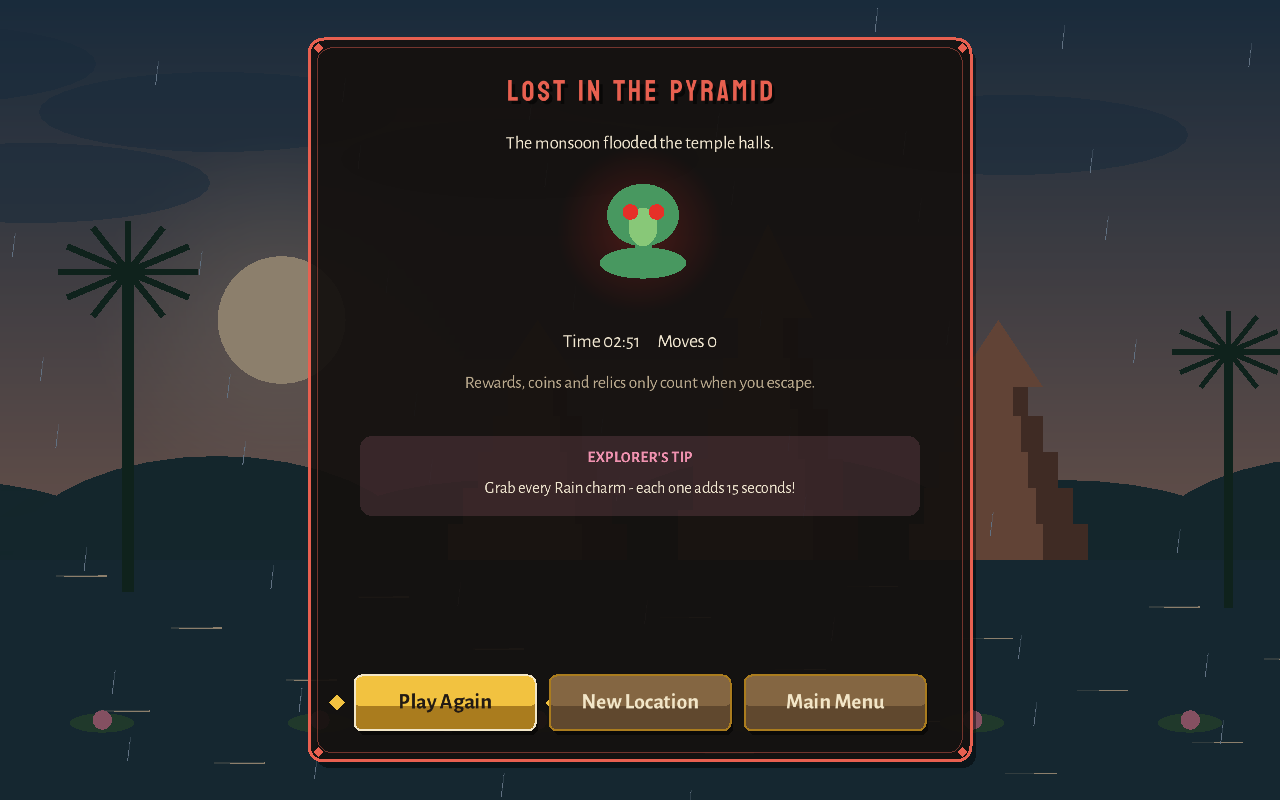 LOST IN THE PYRAMID
The monsoon flooded the temple halls.
Time 02:51 Moves 0
Rewards, coins and relics only count when you escape.
EXPLORER'S TIP
Grab every Rain charm - each one adds 15 seconds!
Play Again
New Location
Main Menu